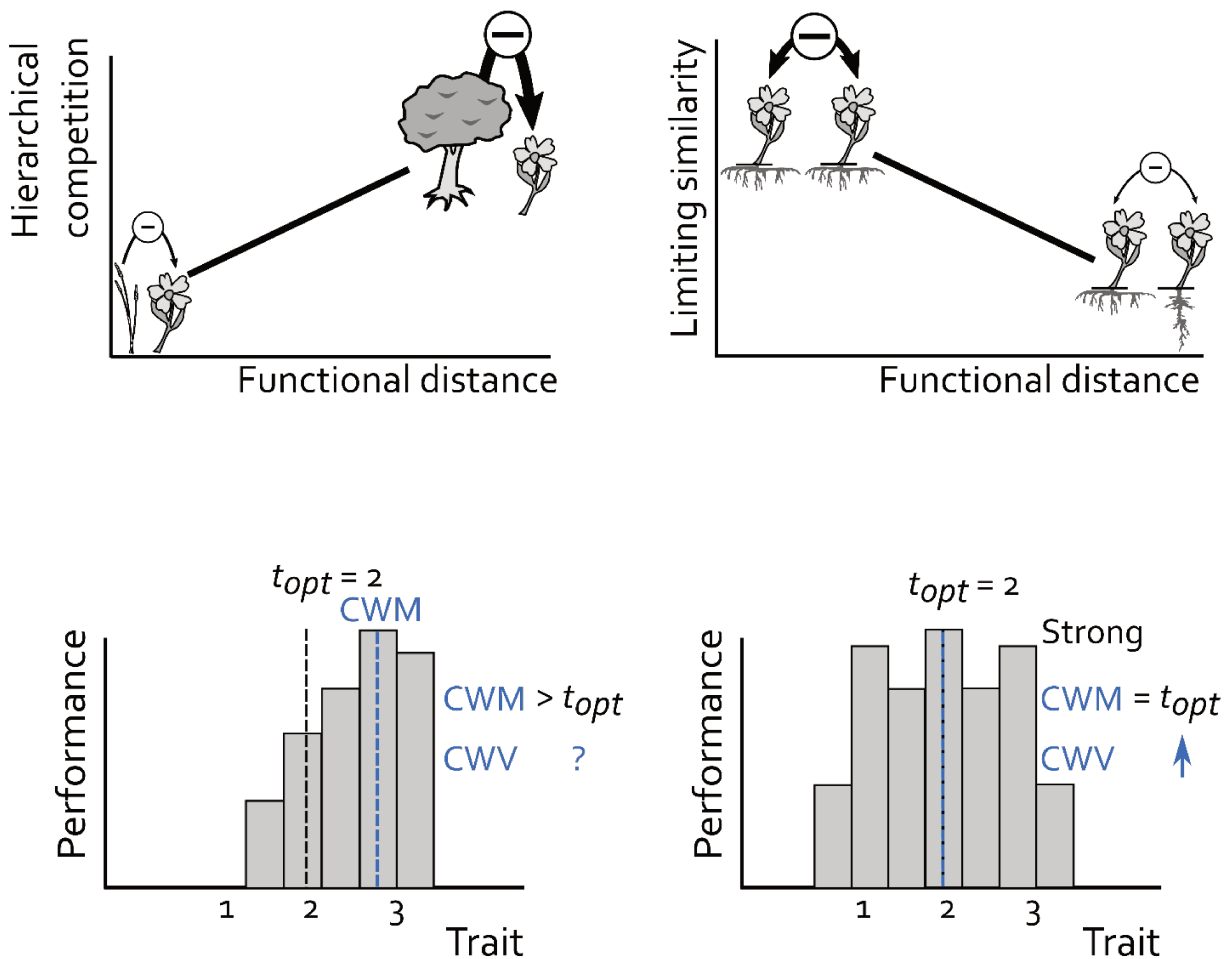 Hierarchical
competition
−
−
Functional distance
Limiting similarity
−
−
Functional distance
t_opt = 2
CWM
Performance
CWM > t_opt
CWV ?
1 2 3
Trait
t_opt = 2
Strong
Performance
CWM = t_opt
CWV
1 2 3
Trait